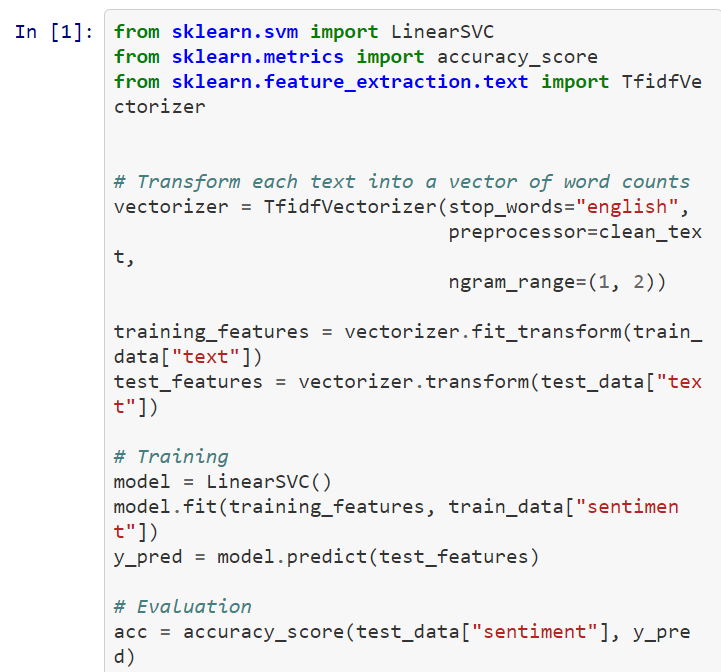 In [1]: from sklearn.svm import LinearSVC
from sklearn.metrics import accuracy_score
from sklearn.feature_extraction.text import TfidfVe
ctorizer
# Transform each text into a vector of word counts
vectorizer = TfidfVectorizer(stop_words="english",
preprocessor=clean_tex
t,
ngram_range=(1, 2))
training_features = vectorizer.fit_transform(train_
data["text"])
test_features = vectorizer.transform(test_data["tex
t"])
# Training
model = LinearSVC()
model.fit(training_features, train_data["sentimen
t"])
y_pred = model.predict(test_features)
# Evaluation
acc = accuracy_score(test_data["sentiment"], y_pre
d)